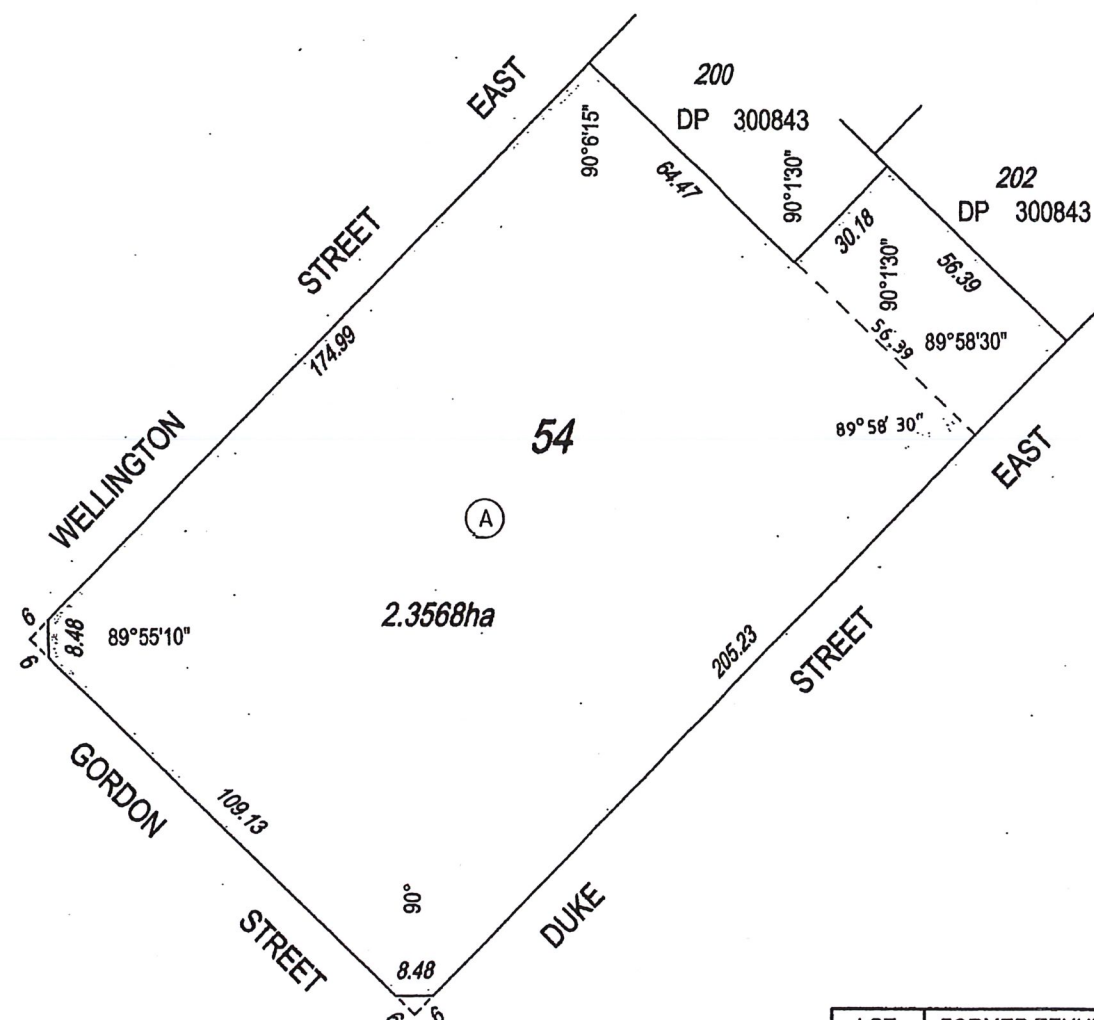 200
DP 300843
EAST
90°6'15"
64.47
90°1'30"
202
DP 300843
30.18
56.39
STREET
90°1'30"
56.39
89°58'30"
174.99
54
89°58'30"
EAST
WELLINGTON
A
2.3568ha
6
8.48
89°55'10"
6
205.23
STREET
GORDON
109.13
90°
DUKE
STREET
8.48
6
6